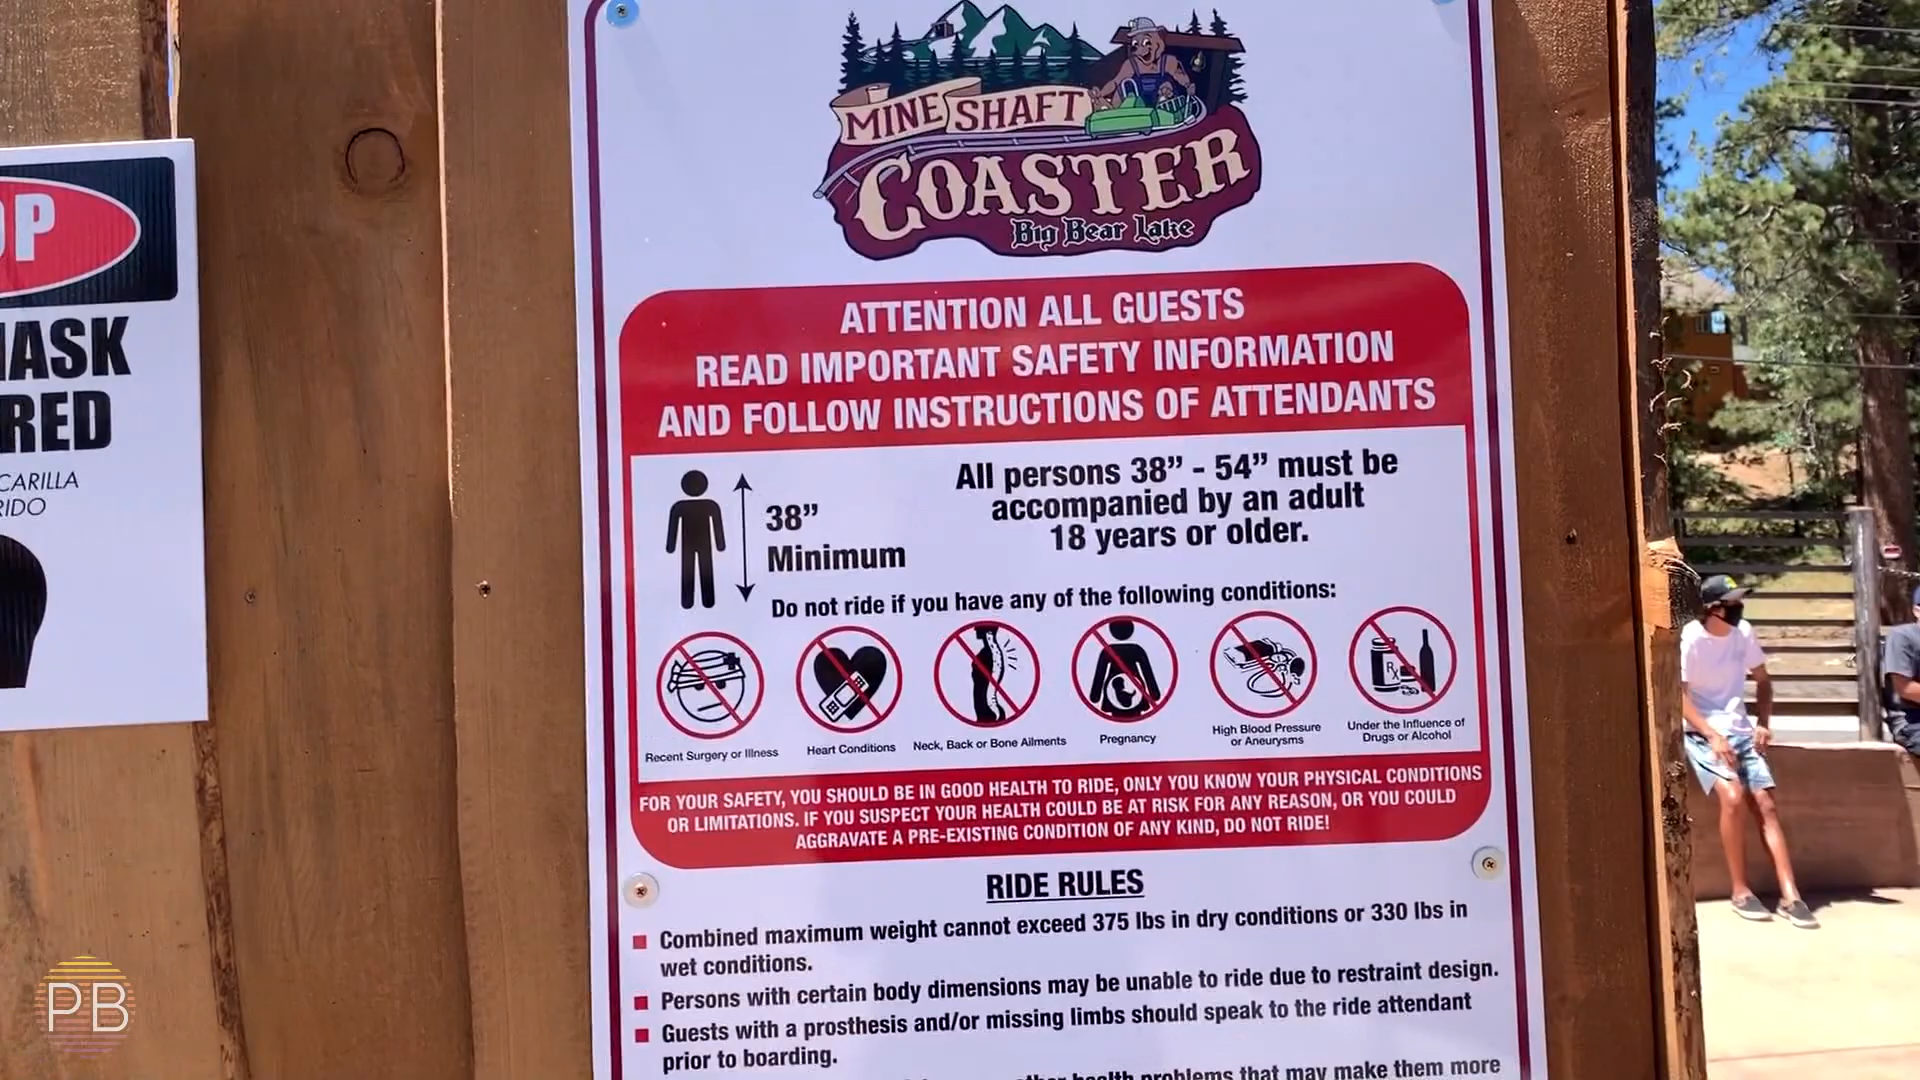 MINE SHAFT
COASTER
Big Bear Lake
ATTENTION ALL GUESTS
READ IMPORTANT SAFETY INFORMATION
AND FOLLOW INSTRUCTIONS OF ATTENDANTS
38”
Minimum
All persons 38” - 54” must be
accompanied by an adult
18 years or older.
Do not ride if you have any of the following conditions:
Rx
Recent Surgery or Illness
Heart Conditions
Neck, Back or Bone Ailments
Pregnancy
High Blood Pressure
or Aneurysms
Under the Influence of
Drugs or Alcohol
FOR YOUR SAFETY, YOU SHOULD BE IN GOOD HEALTH TO RIDE, ONLY YOU KNOW YOUR PHYSICAL CONDITIONS
OR LIMITATIONS. IF YOU SUSPECT YOUR HEALTH COULD BE AT RISK FOR ANY REASON, OR YOU COULD
AGGRAVATE A PRE-EXISTING CONDITION OF ANY KIND, DO NOT RIDE!
RIDE RULES
Combined maximum weight cannot exceed 375 lbs in dry conditions or 330 lbs in
wet conditions.
Persons with certain body dimensions may be unable to ride due to restraint design.
Guests with a prosthesis and/or missing limbs should speak to the ride attendant
prior to boarding.
other health problems that may make them more
OP
MASK
RED
CARILLA
RIDO
PB